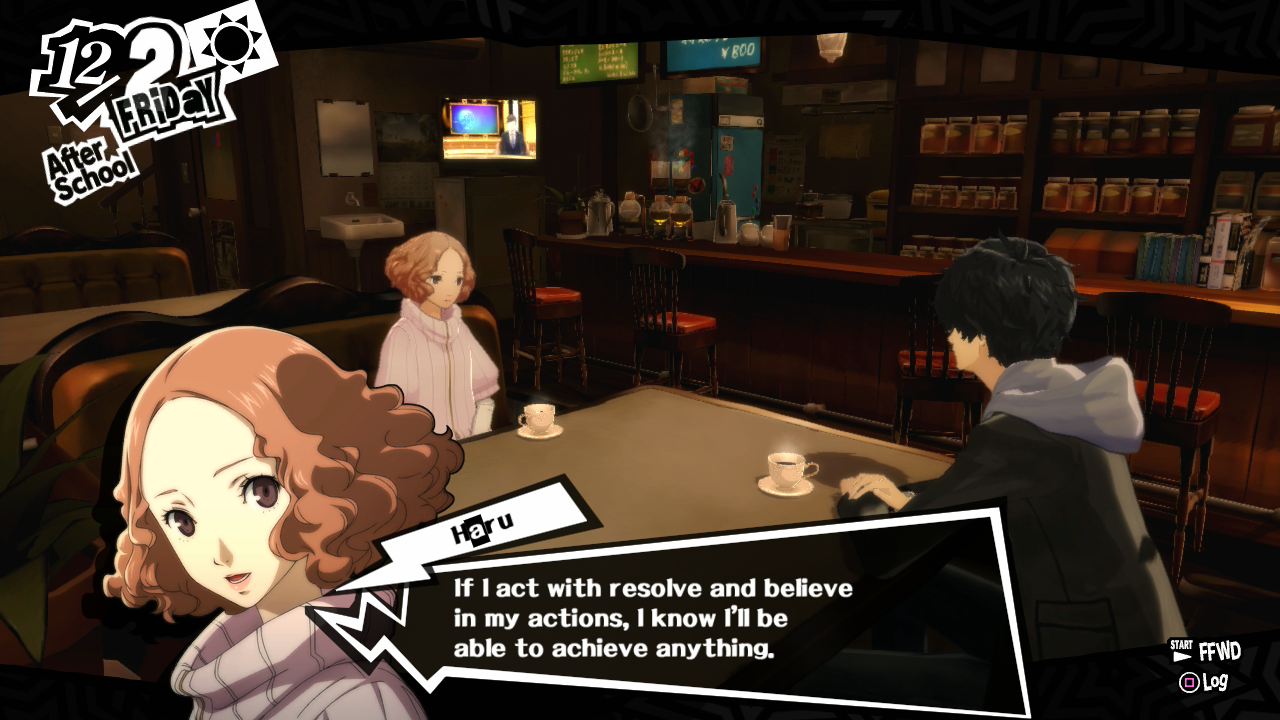 12/2
FRiDaY
After
School
¥800
Haru
If I act with resolve and believe
in my actions, I know I'll be
able to achieve anything.
START
FFWD
Log